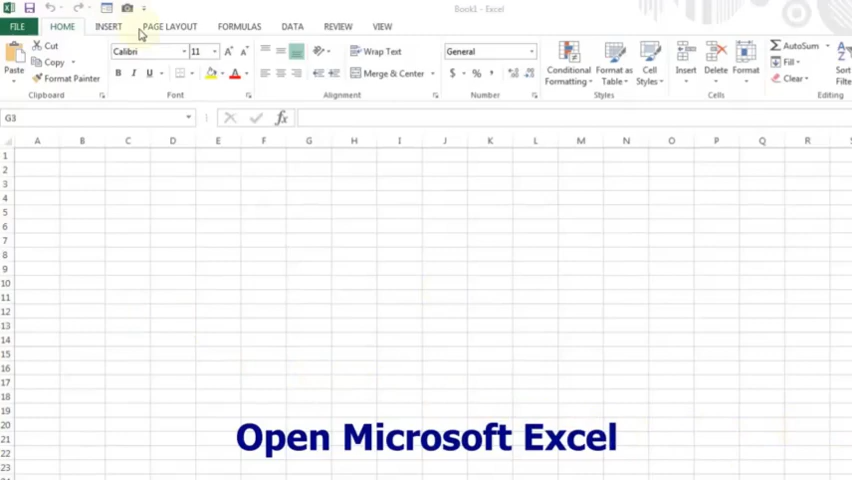 Book1 - Excel
FILE HOME INSERT PAGE LAYOUT FORMULAS DATA REVIEW VIEW
Cut Calibri 11 Wrap Text General AutoSum
Copy Fill
Paste Format Painter B I U A Merge & Center $ % Conditional Formatting Format as Table Cell Styles Insert Delete Format Clear Sort
Clipboard Font Alignment Number Styles Cells Editing
G3 fx
A B C D E F G H I J K L M N O P Q R
1
2
3
4
5
6
7
8
9
10
11
12
13
14
15
16
17
18
19
20
21
22
23
Open Microsoft Excel